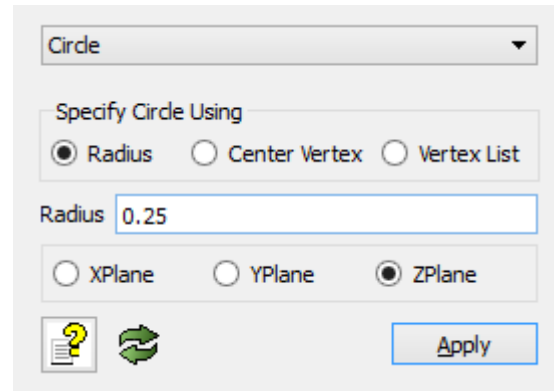 Circle
Specify Circle Using
Radius Center Vertex Vertex List
Radius 0.25
XPlane YPlane ZPlane
Apply